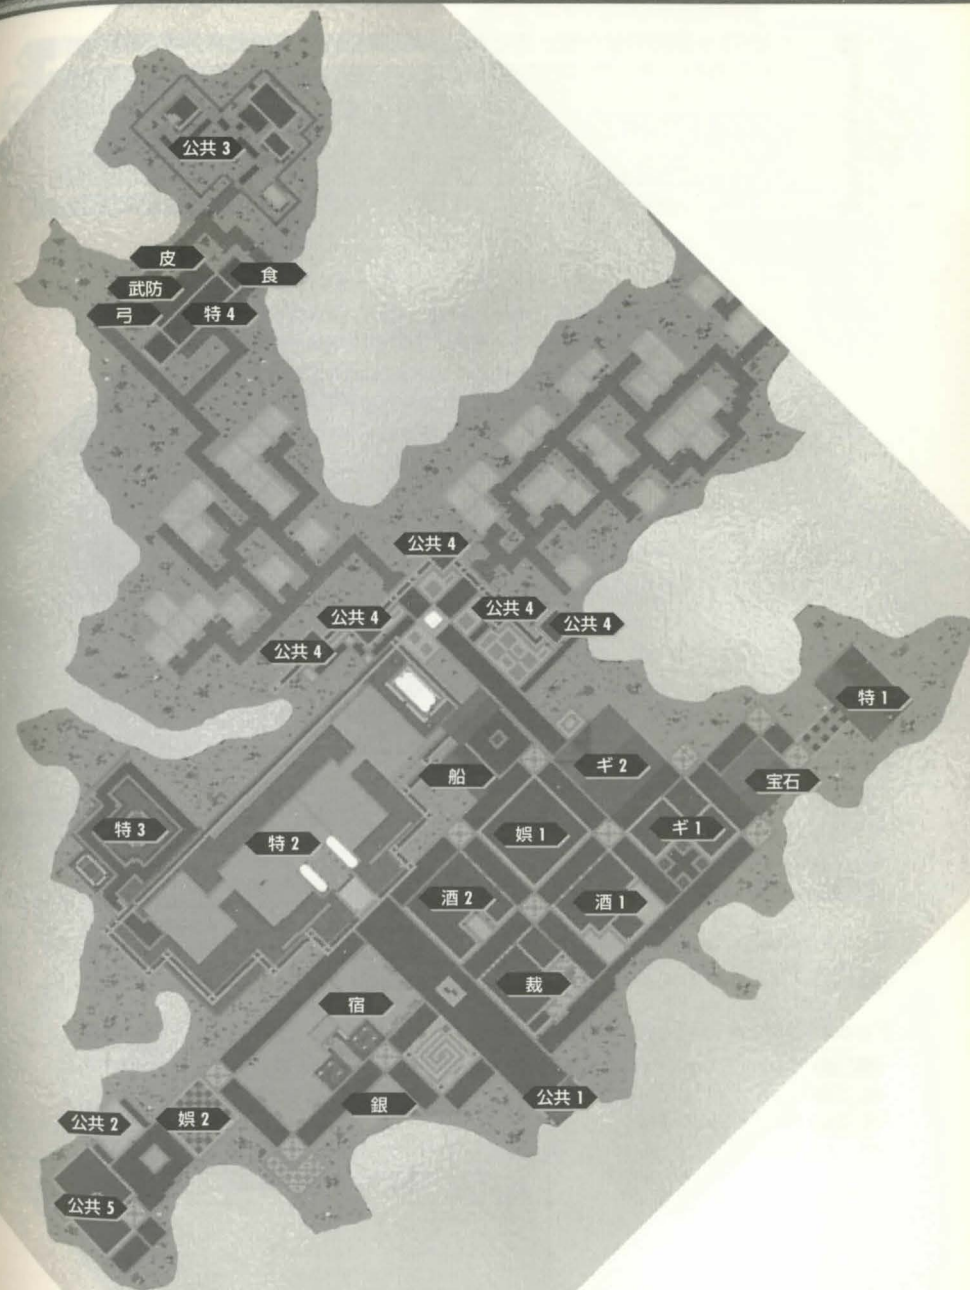 公共 3
皮
食
武防
弓
特 4
公共 4
公共 4
公共 4
公共 4
公共 4
特 1
船
ギ 2
宝石
特 3
特 2
娯 1
ギ 1
酒 2
酒 1
裁
宿
銀
公共 1
公共 2
娯 2
公共 5